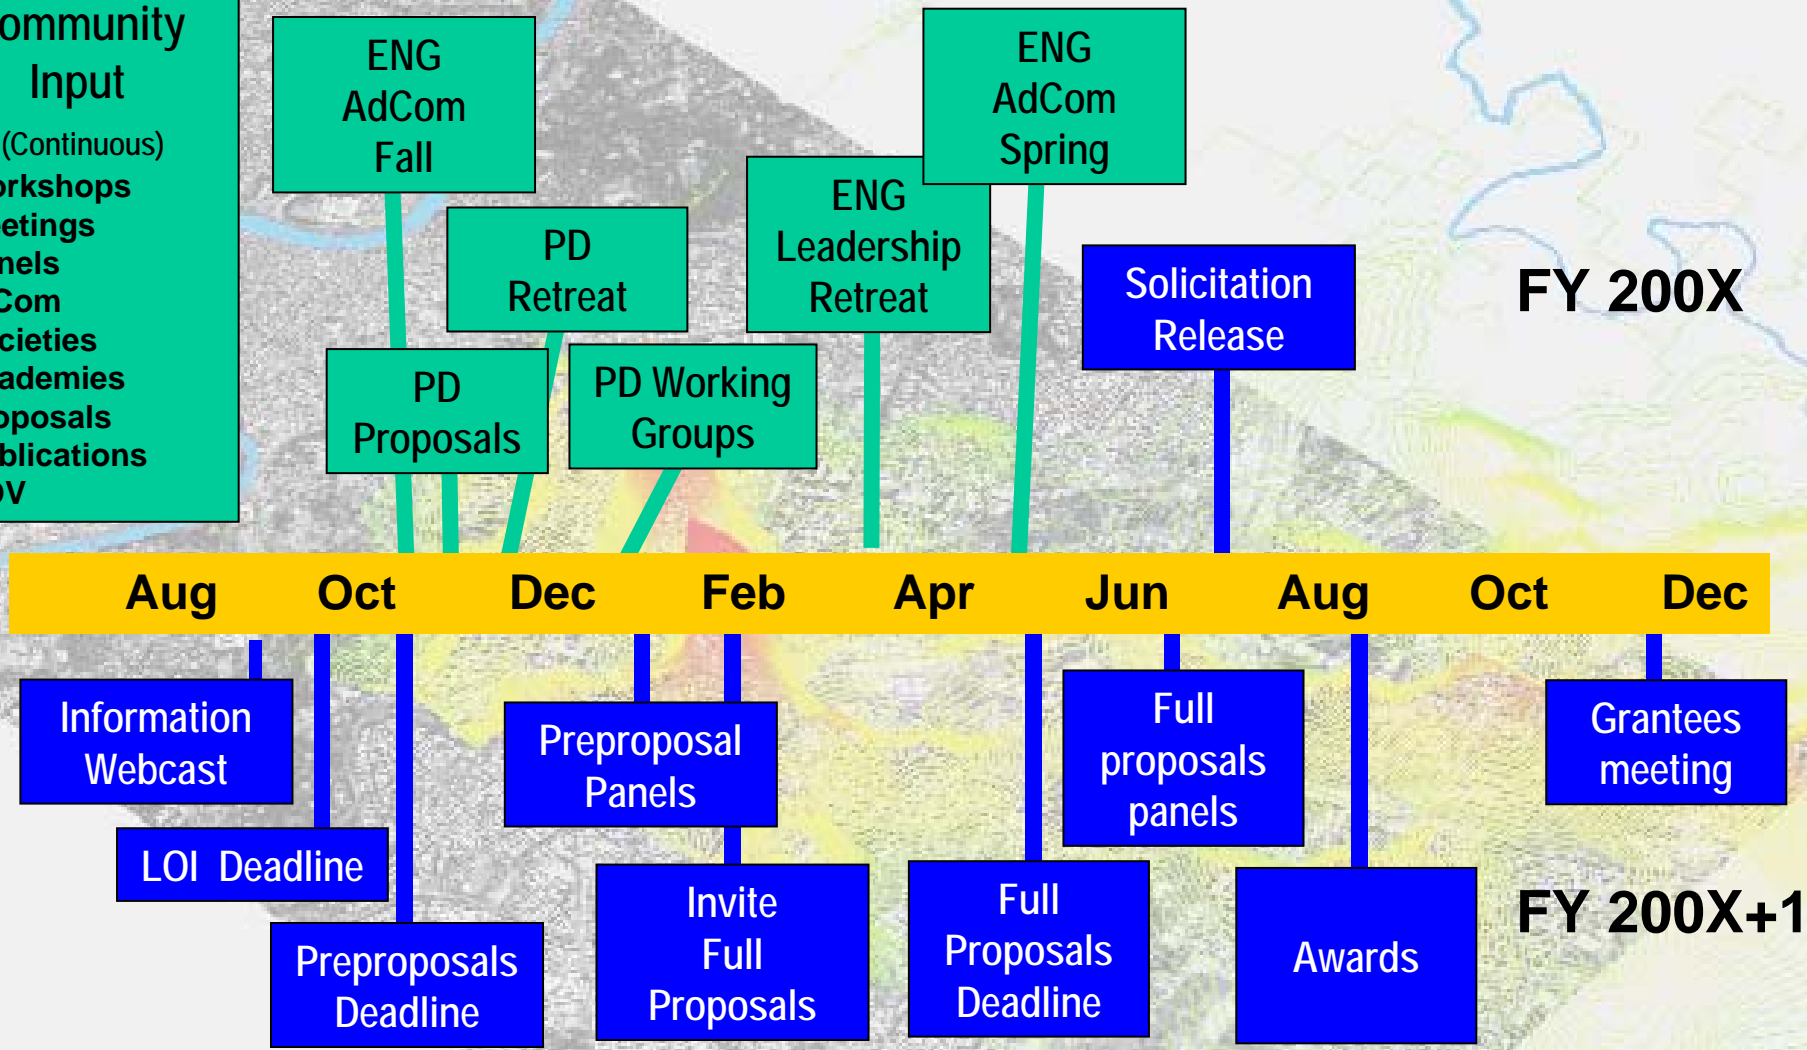 ommunity
Input
(Continuous)
orkshops
eetings
nels
Com
cieties
ademies
oposals
blications
OV
ENG
AdCom
Fall
PD
Retreat
PD
Proposals
PD Working
Groups
ENG
Leadership
Retreat
ENG
AdCom
Spring
Solicitation
Release
FY 200X
Aug Oct Dec Feb Apr Jun Aug Oct Dec
Information
Webcast
LOI Deadline
Preproposals
Deadline
Preproposal
Panels
Invite
Full
Proposals
Full
Proposals
Deadline
Full
proposals
panels
Awards
Grantees
meeting
FY 200X+1